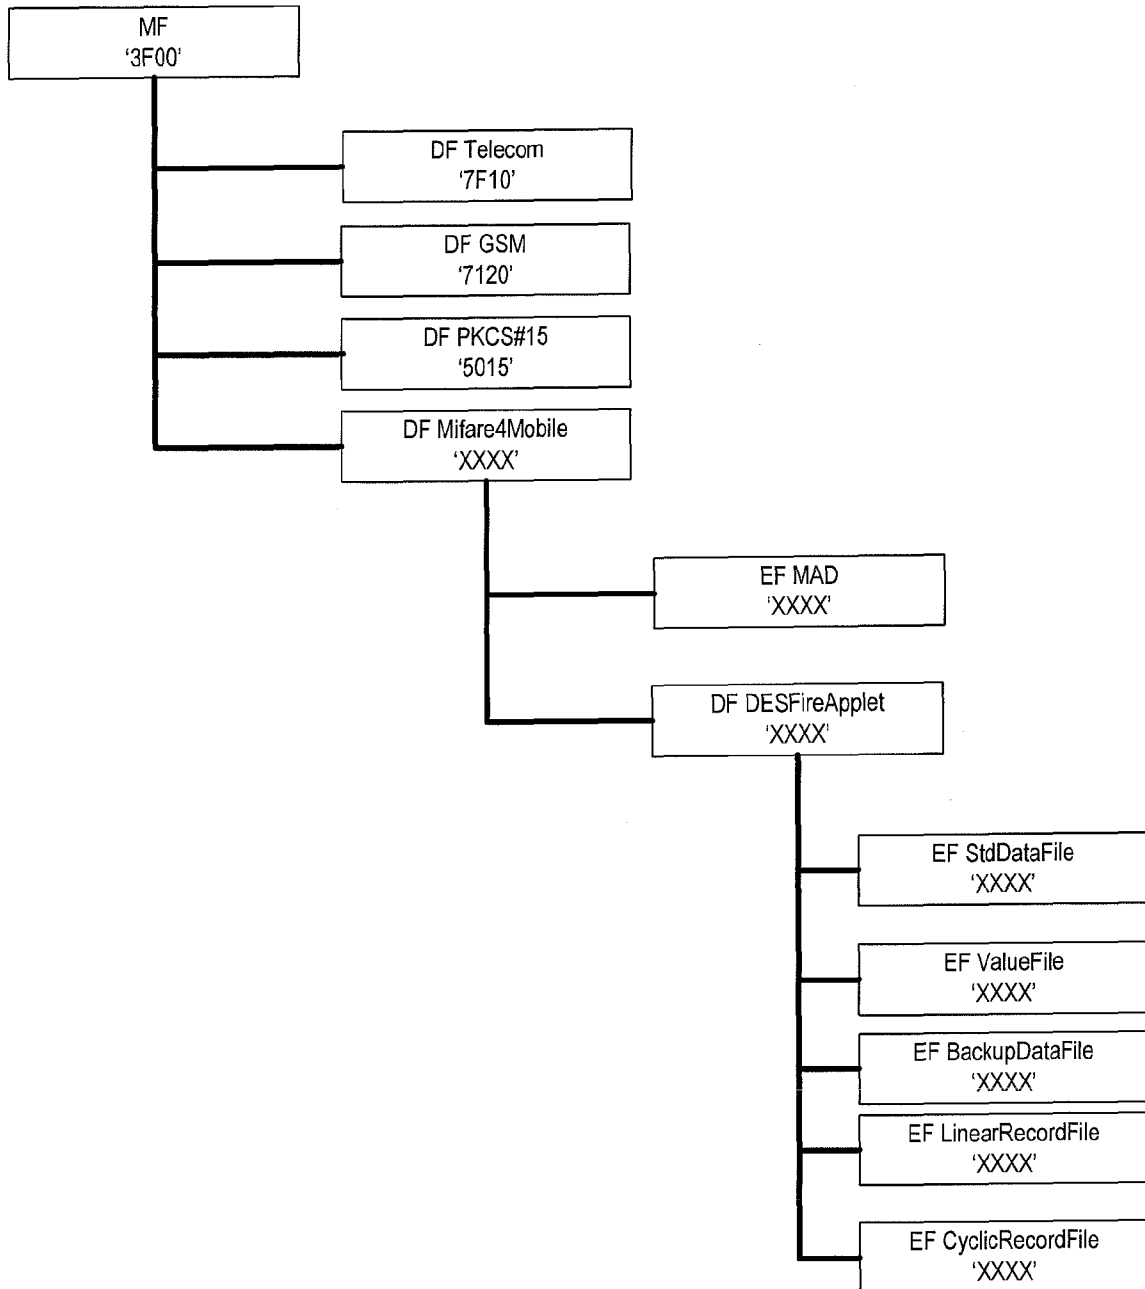 MF
‘3F00’
DF Telecom
‘7F10’
DF GSM
‘7120’
DF PKCS#15
‘5015’
DF Mifare4Mobile
‘XXXX’
EF MAD
‘XXXX’
DF DESFireApplet
‘XXXX’
EF StdDataFile
‘XXXX’
EF ValueFile
‘XXXX’
EF BackupDataFile
‘XXXX’
EF LinearRecordFile
‘XXXX’
EF CyclicRecordFile
‘XXXX’